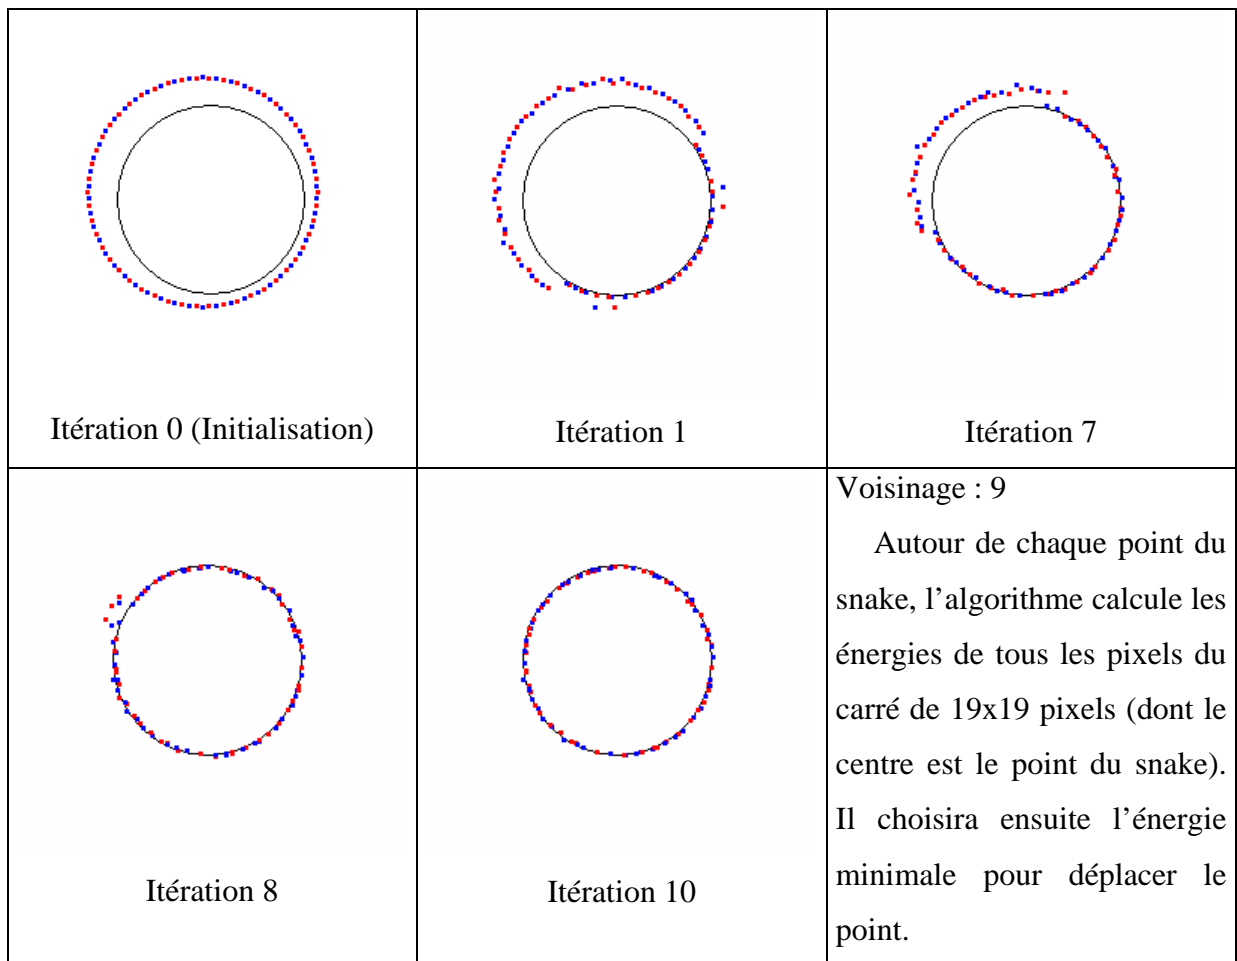 Itération 0 (Initialisation)
Itération 1
Itération 7
Itération 8
Itération 10
Voisinage : 9
Autour de chaque point du
snake, l’algorithme calcule les
énergies de tous les pixels du
carré de 19x19 pixels (dont le
centre est le point du snake).
Il choisira ensuite l’énergie
minimale pour déplacer le
point.